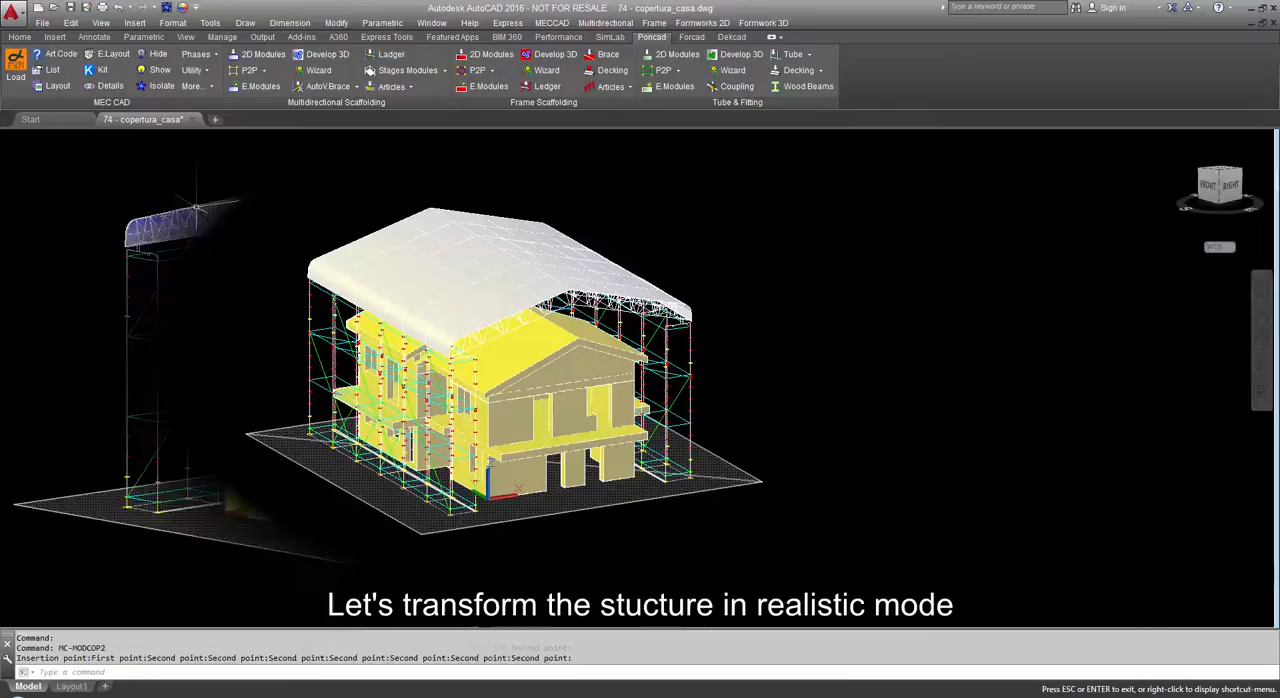 Autodesk AutoCAD 2016 - NOT FOR RESALE 74 - copertura_casa.dwg
Type a keyword or phrase
Sign In
File Edit View Insert Format Tools Draw Dimension Modify Parametric Window Help Express MECCAD Multidirectional Frame Formworks 2D Formwork 3D
Home Insert Annotate Parametric View Manage Output Add-ins A360 Express Tools Featured Apps BIM 360 Performance SimLab Poncad Forcad Dekcad
Art Code E.Layout Hide Phases 2D Modules Develop 3D Ledger 2D Modules Develop 3D Brace 2D Modules Develop 3D Tube
Load List Kit Show Utility P2P Wizard Stages Modules P2P Wizard Decking P2P Wizard Decking
Layout Details Isolate More... E.Modules AutoV.Brace Articles E.Modules Ledger Articles E.Modules Coupling Wood Beams
MEC CAD Multidirectional Scaffolding Frame Scaffolding Tube & Fitting
Start 74 - copertura_casa*
FRONT RIGHT
WCS
Let's transform the stucture in realistic mode
Command:
Command: MC-MODCOP2
Insertion point:First point:Second point:Second point:Second point:Second point:Second point:Second point:Second point:
Type a command
Model Layout1
Press ESC or ENTER to exit, or right-click to display shortcut-menu.